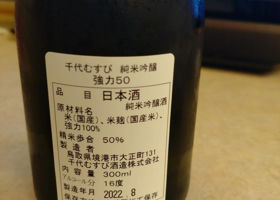 千代むすび 純米吟醸
強力50
品 目 日本酒
原材料名 純米吟醸酒
米(国産)、米麹(国産米)、
強力100%
精米歩合 50%
製造者
鳥取県境港市大正町131
千代むすび酒造株式会社
内容量 300ml
アルコール分 16度
製造年月 2022.8